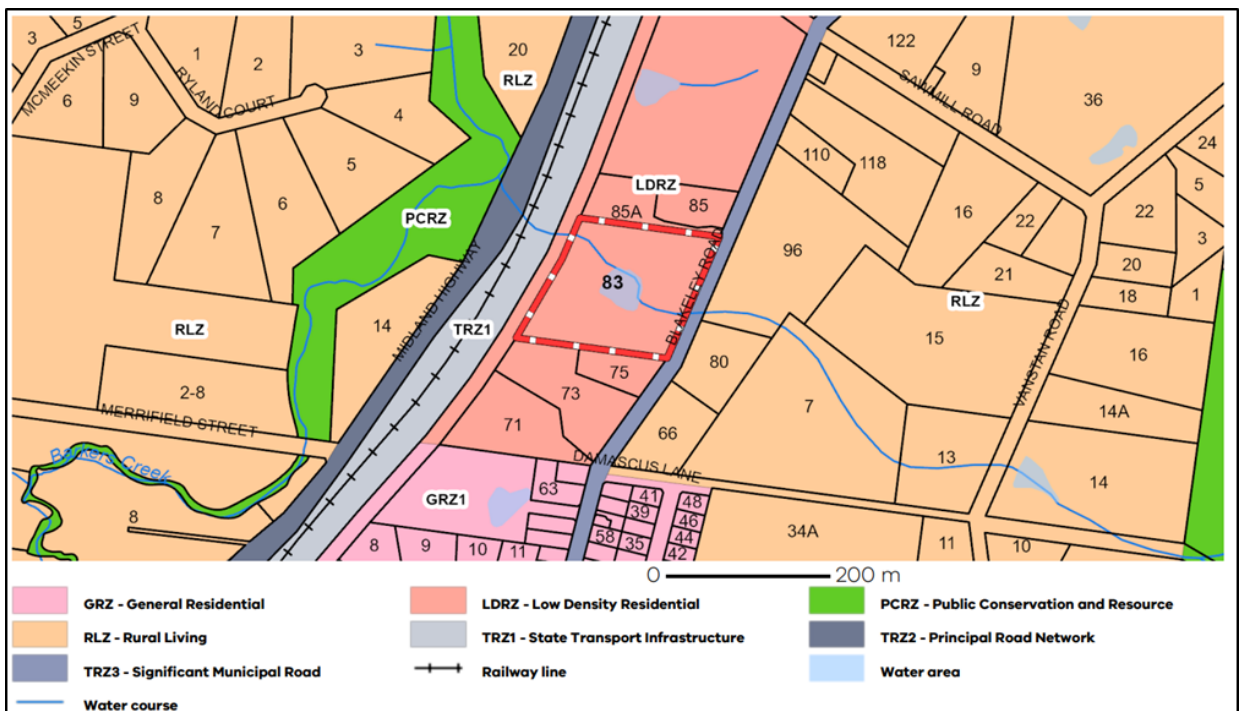 3
5
MCMEEKIN STREET
6
9
RYLAND COURT
1
2
3
4
5
6
7
8
20
RLZ
122
9
SAWMILL ROAD
36
24
5
3
22
20
18
1
110
118
16
22
21
96
RLZ
15
VANSTAN ROAD
16
14A
14
LDRZ
85A
85
83
BLAKELEY ROAD
PCRZ
MIDLAND HIGHWAY
TRZ1
14
RLZ
2-8
MERRIFIELD STREET
Barkers Creek
8
75
73
71
80
66
7
13
DAMASCUS LANE
GRZ1
63
41
39
58
35
48
46
44
42
8
9
10
11
34A
11
10
0
200 m
GRZ - General Residential
LDRZ - Low Density Residential
PCRZ - Public Conservation and Resource
RLZ - Rural Living
TRZ1 - State Transport Infrastructure
TRZ2 - Principal Road Network
TRZ3 - Significant Municipal Road
Railway line
Water area
Water course